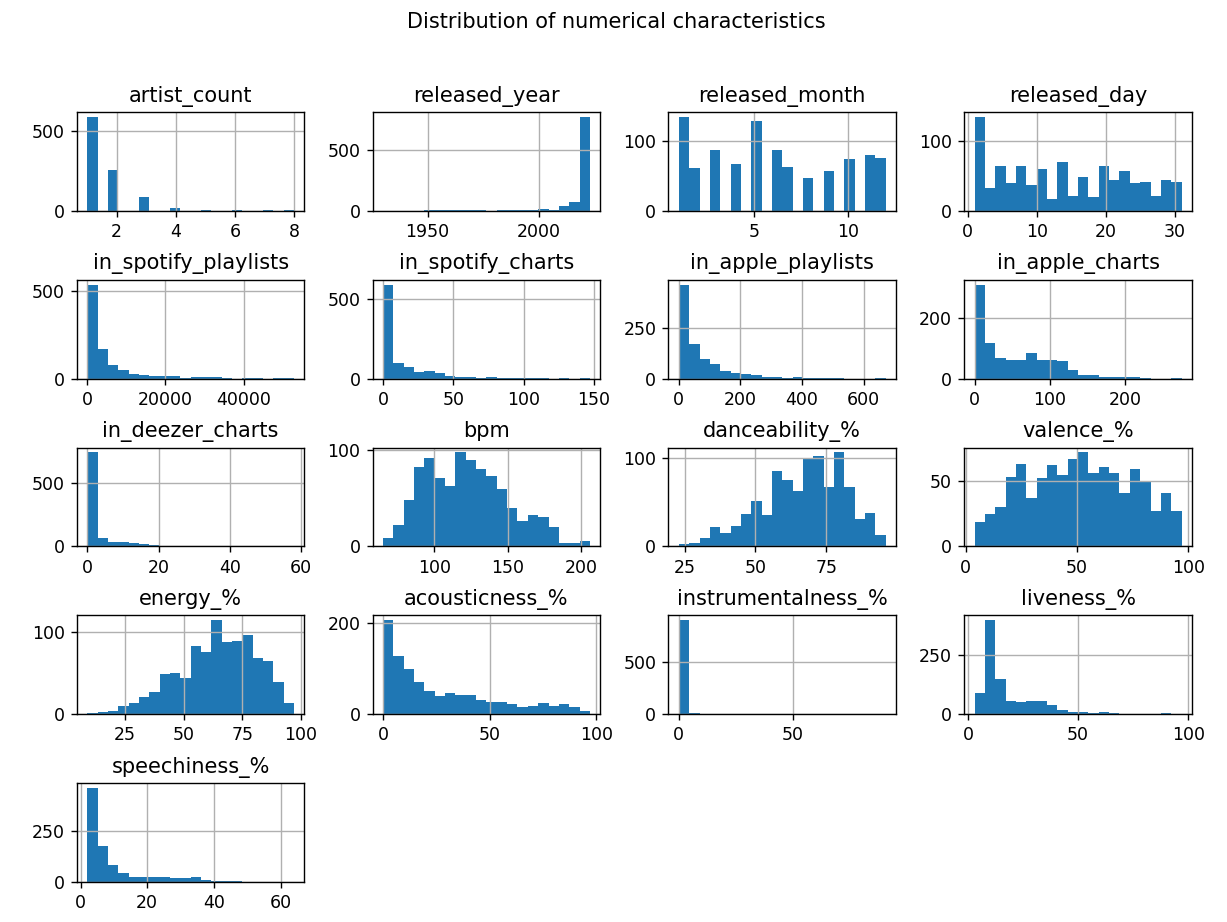 Distribution of numerical characteristics
artist_count released_year released_month released_day
500
0
2 4 6 8
500
0
1950 2000
100
0
5 10
100
0
0 10 20 30
in_spotify_playlists in_spotify_charts in_apple_playlists in_apple_charts
500
0
0 20000 40000
500
0
0 50 100 150
250
0
0 200 400 600
200
0
0 100 200
in_deezer_charts bpm danceability_% valence_%
500
0
0 20 40 60
100
0
100 150 200
100
0
25 50 75
50
0
0 50 100
energy_% acousticness_% instrumentalness_% liveness_%
100
0
25 50 75 100
200
0
0 50 100
500
0
0 50
250
0
0 50 100
speechiness_%
250
0
0 20 40 60